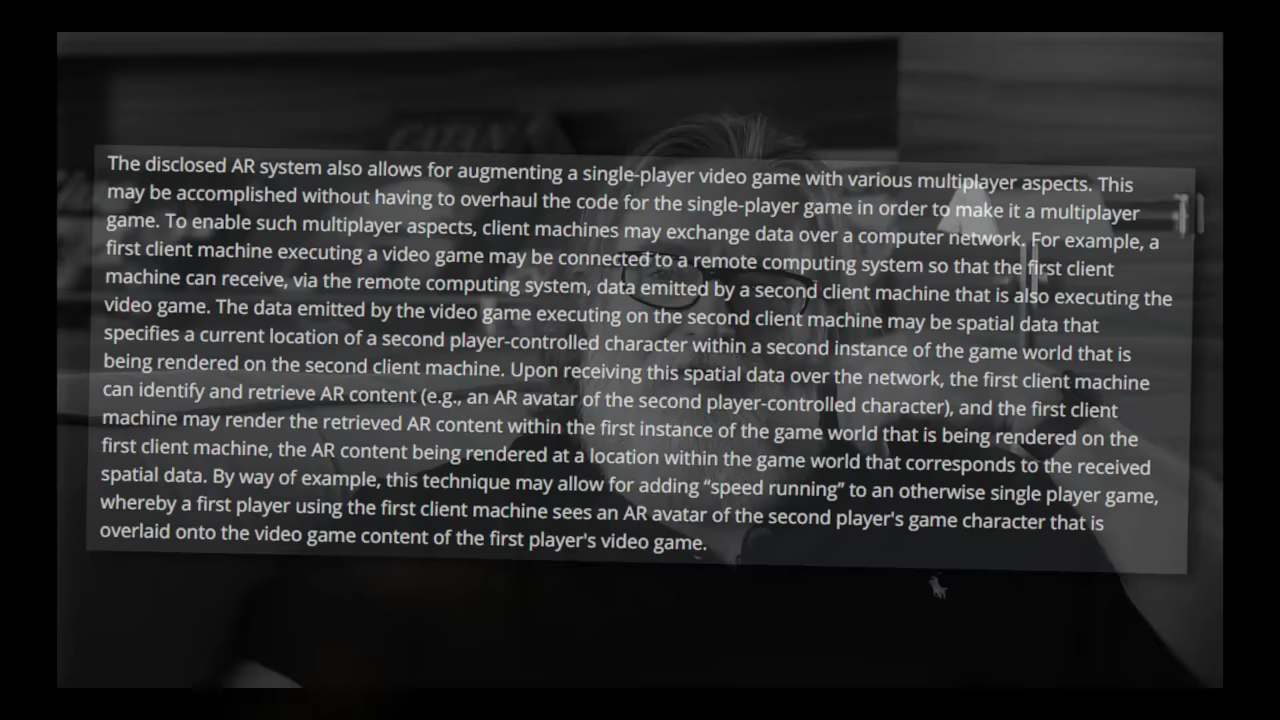 The disclosed AR system also allows for augmenting a single-player video game with various multiplayer aspects. This
may be accomplished without having to overhaul the code for the single-player game in order to make it a multiplayer
game. To enable such multiplayer aspects, client machines may exchange data over a computer network. For example, a
first client machine executing a video game may be connected to a remote computing system so that the first client
machine can receive, via the remote computing system, data emitted by a second client machine that is also executing the
video game. The data emitted by the video game executing on the second client machine may be spatial data that
specifies a current location of a second player-controlled character within a second instance of the game world that is
being rendered on the second client machine. Upon receiving this spatial data over the network, the first client machine
can identify and retrieve AR content (e.g., an AR avatar of the second player-controlled character), and the first client
machine may render the retrieved AR content within the first instance of the game world that is being rendered on the
first client machine, the AR content being rendered at a location within the game world that corresponds to the received
spatial data. By way of example, this technique may allow for adding “speed running” to an otherwise single player game,
whereby a first player using the first client machine sees an AR avatar of the second player's game character that is
overlaid onto the video game content of the first player's video game.